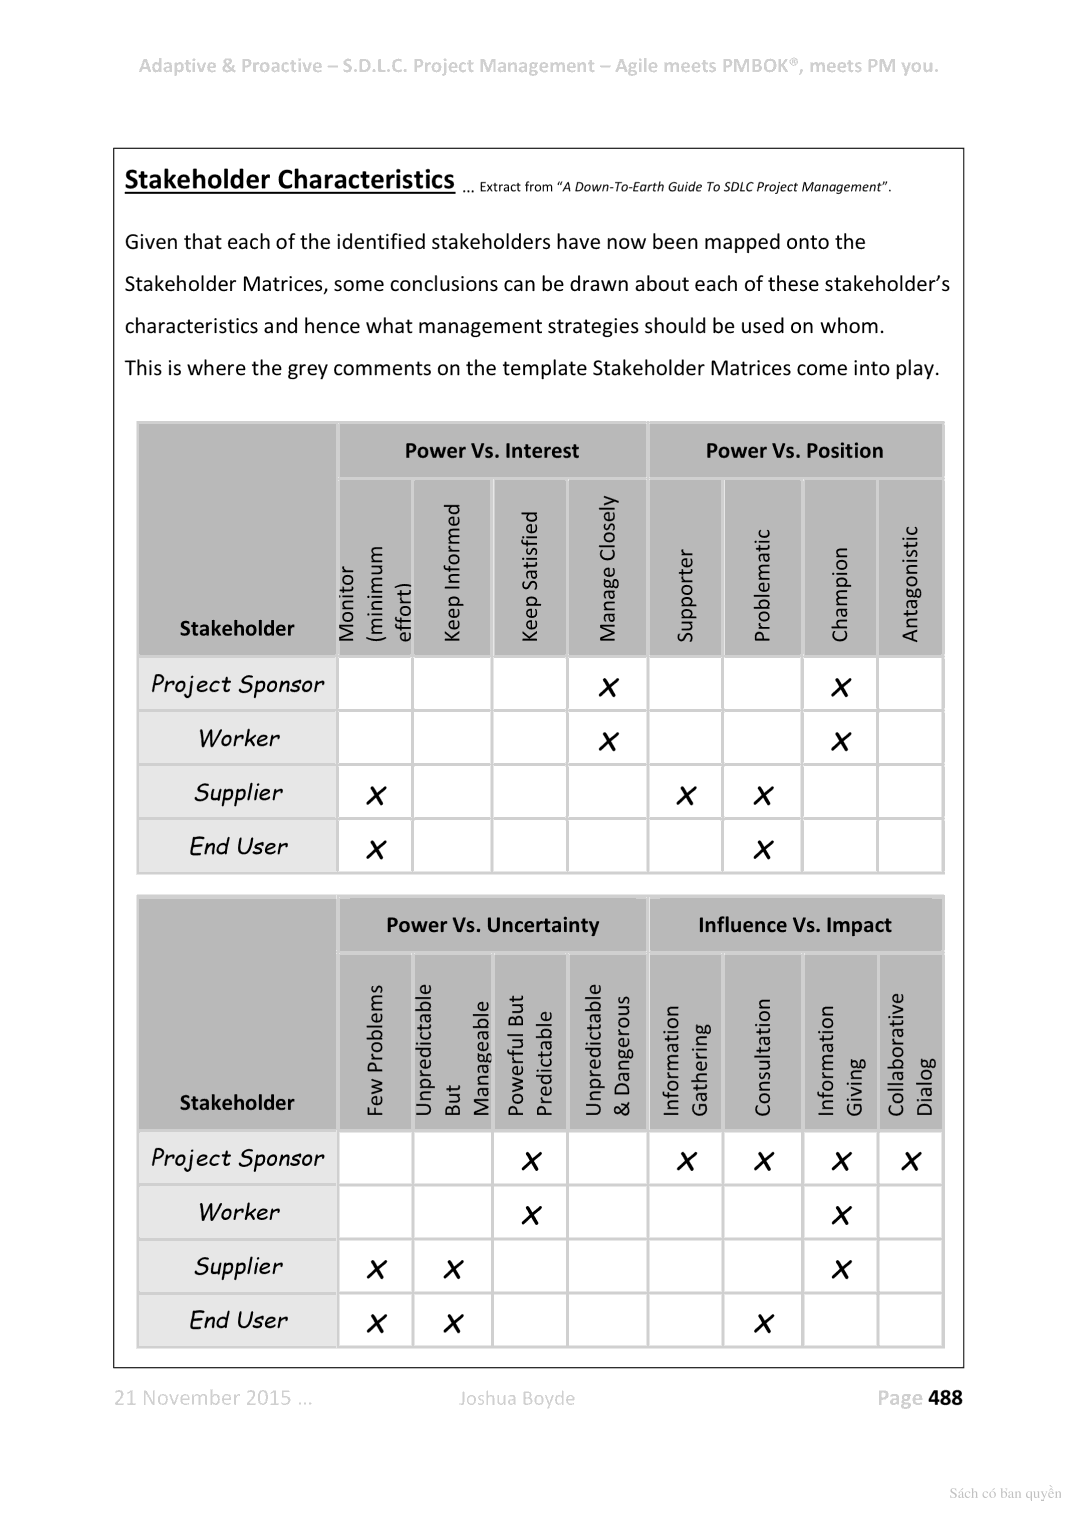 Adaptive & Proactive – S.D.L.C. Project Management – Agile meets PMBOK®, meets PM you.
Stakeholder Characteristics ... Extract from “A Down-To-Earth Guide To SDLC Project Management”.
Given that each of the identified stakeholders have now been mapped onto the
Stakeholder Matrices, some conclusions can be drawn about each of these stakeholder’s
characteristics and hence what management strategies should be used on whom.
This is where the grey comments on the template Stakeholder Matrices come into play.
Power Vs. Interest Power Vs. Position
Stakeholder
Monitor
(minimum
effort)
Keep Informed
Keep Satisfied
Manage Closely
Supporter
Problematic
Champion
Antagonistic
Project Sponsor X X
Worker X X
Supplier X X X
End User X X
Power Vs. Uncertainty Influence Vs. Impact
Stakeholder
Few Problems
Unpredictable
But
Manageable
Powerful But
Predictable
Unpredictable
& Dangerous
Information
Gathering
Consultation
Information
Giving
Collaborative
Dialog
Project Sponsor X X X X X
Worker X X
Supplier X X X
End User X X X
21 November 2015 ... Joshua Boyde Page 488
Sách có bản quyền